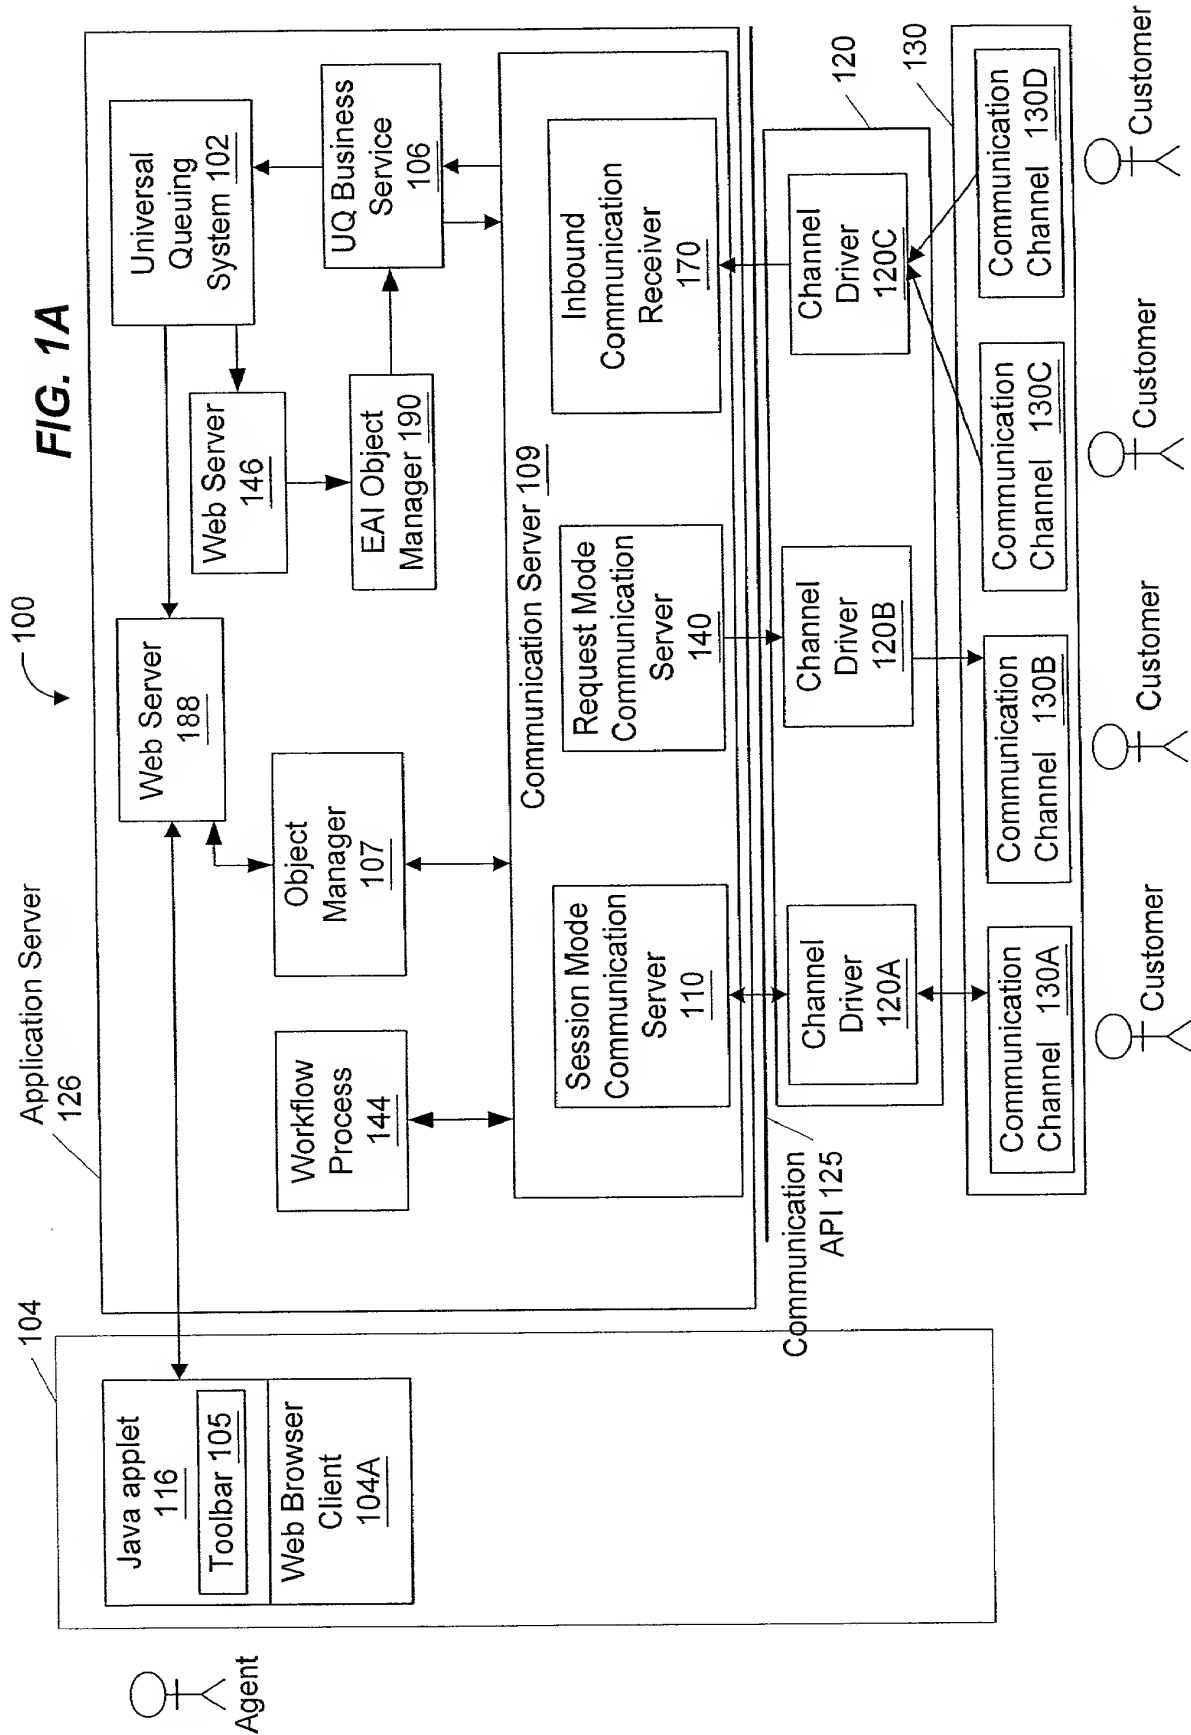 FIG. 1A
100
104
Application Server
126
Java applet
116
Toolbar 105
Web Browser
Client
104A
Agent
Web Server
188
Universal
Queuing
System 102
Web Server
146
UQ Business
Service
106
EAI Object
Manager 190
Object
Manager
107
Workflow
Process
144
Communication Server 109
Session Mode
Communication
Server
110
Request Mode
Communication
Server
140
Inbound
Communication
Receiver
170
Communication
API 125
120
Channel
Driver
120A
Channel
Driver
120B
Channel
Driver
120C
130
Communication
Channel 130A
Communication
Channel 130B
Communication
Channel 130C
Communication
Channel 130D
Customer
Customer
Customer
Customer